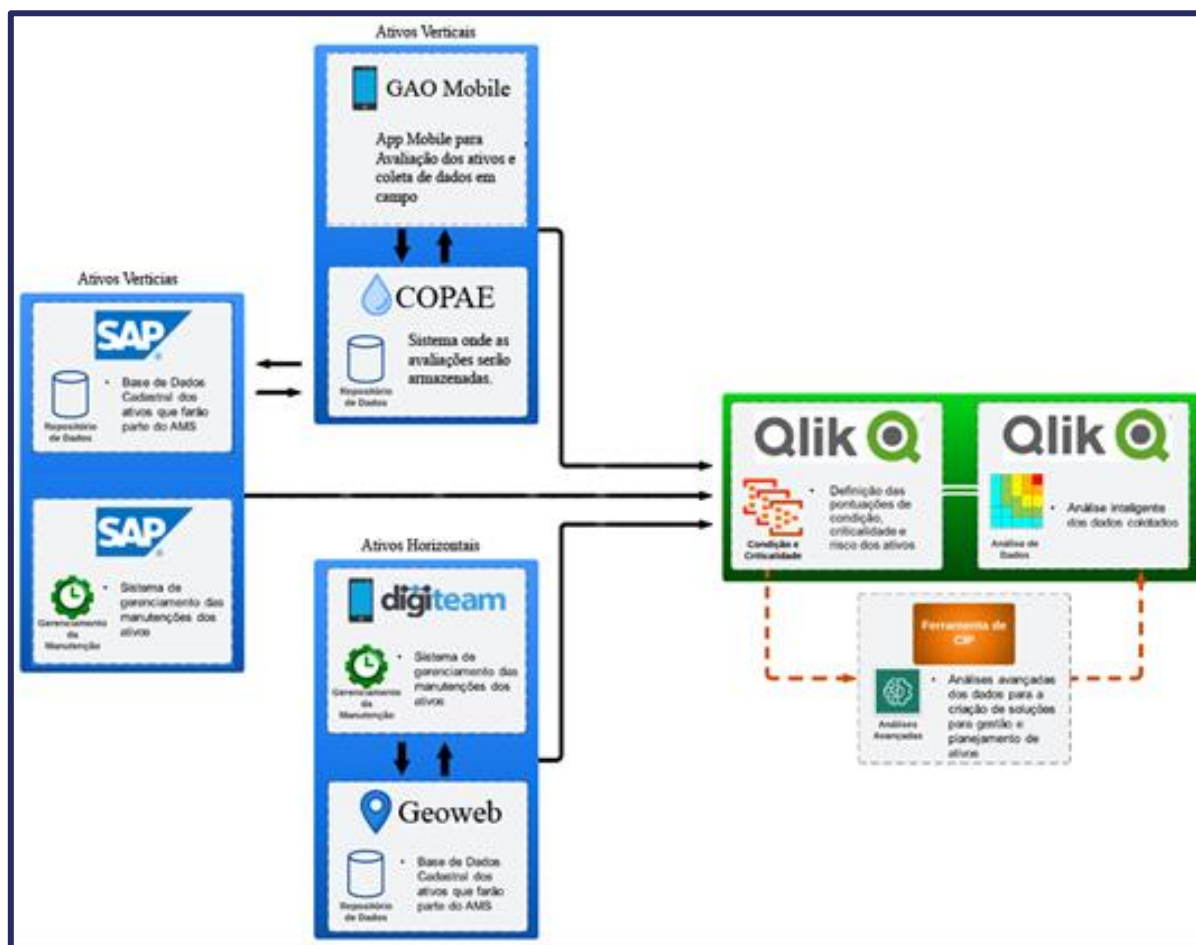 Ativos Verticais
GAO Mobile
App Mobile para
Avaliação dos ativos e
coleta de dados em
campo
COPAE
Sistema onde as
avaliações serão
armazenadas.
Repositório
de Dados
Ativos Vertícias
SAP
• Base de Dados
Cadastral dos
ativos que farão
parte do AMS
Repositório
de Dados
SAP
• Sistema de
gerenciamento das
manutenções dos
ativos
Gerenciamento
da
Manutenção
Ativos Horizontais
digiteam
• Sistema de
gerenciamento das
manutenções dos
ativos
Gerenciamento
da
Manutenção
Geoweb
• Base de Dados
Cadastral dos
ativos que farão
parte do AMS
Repositório
de Dados
Qlik
• Definição das
pontuações de
condição,
criticalidade e
risco dos ativos
Condição e
Criticalidade
Qlik
• Análise inteligente
dos dados coletados
Análise de
Dados
Ferramenta de
CIP
• Análises avançadas
dos dados para a
criação de soluções
para gestão e
planejamento de
ativos
Análises
Avançadas